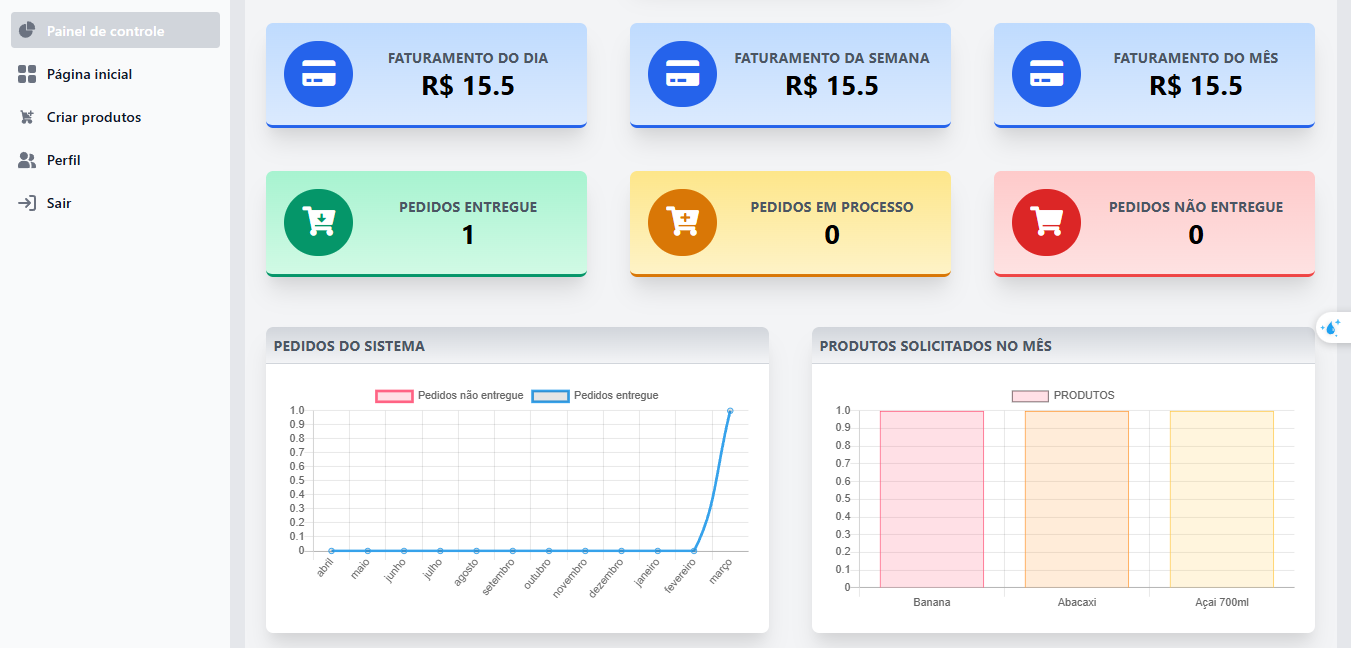 Painel de controle
Página inicial
Criar produtos
Perfil
Sair
FATURAMENTO DO DIA
R$ 15.5
FATURAMENTO DA SEMANA
R$ 15.5
FATURAMENTO DO MÊS
R$ 15.5
PEDIDOS ENTREGUE
1
PEDIDOS EM PROCESSO
0
PEDIDOS NÃO ENTREGUE
0
PEDIDOS DO SISTEMA
Pedidos não entregue
Pedidos entregue
1.0
0.9
0.8
0.7
0.6
0.5
0.4
0.3
0.2
0.1
0
abril
maio
junho
julho
agosto
setembro
outubro
novembro
dezembro
janeiro
fevereiro
março
PRODUTOS SOLICITADOS NO MÊS
PRODUTOS
1.0
0.9
0.8
0.7
0.6
0.5
0.4
0.3
0.2
0.1
0
Banana
Abacaxi
Açai 700ml